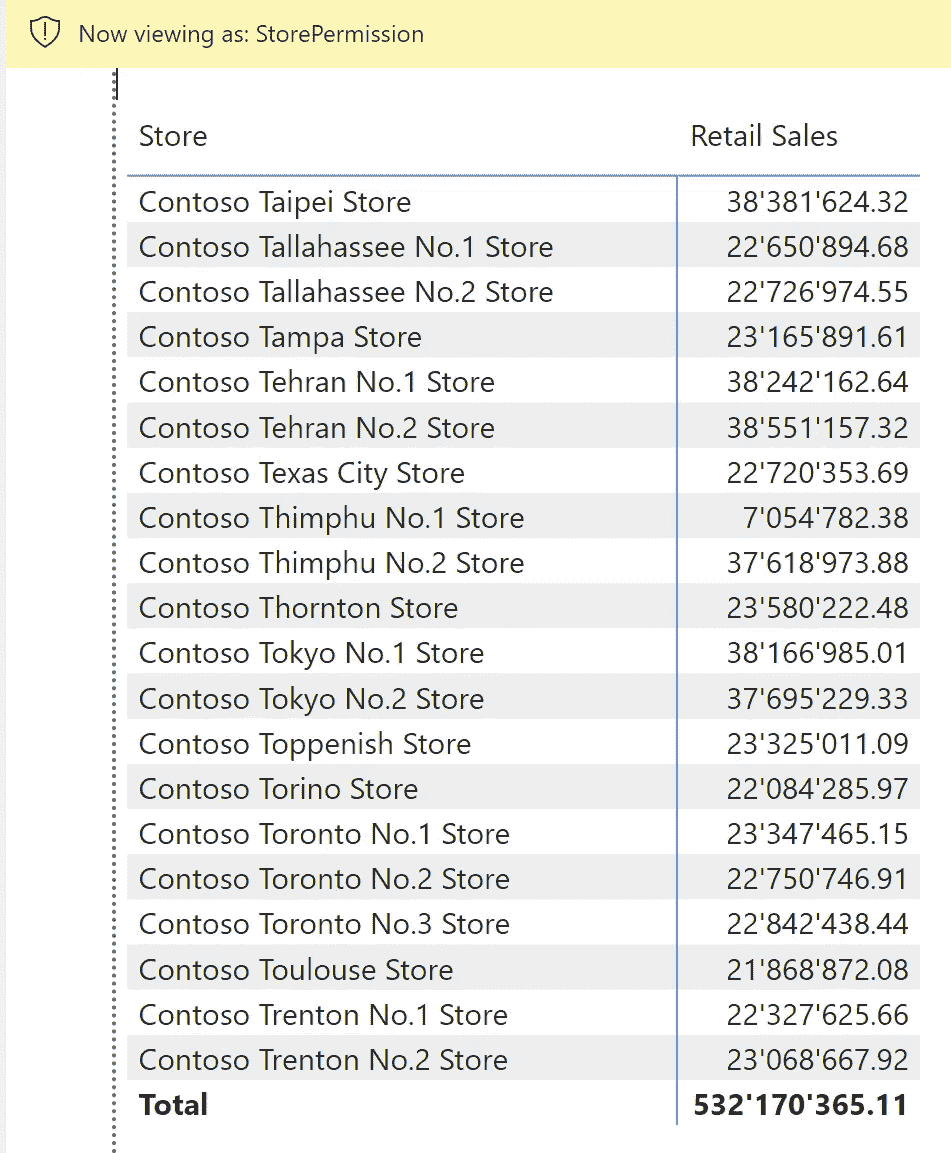 Now viewing as: StorePermission
Store Retail Sales
Contoso Taipei Store 38'381'624.32
Contoso Tallahassee No.1 Store 22'650'894.68
Contoso Tallahassee No.2 Store 22'726'974.55
Contoso Tampa Store 23'165'891.61
Contoso Tehran No.1 Store 38'242'162.64
Contoso Tehran No.2 Store 38'551'157.32
Contoso Texas City Store 22'720'353.69
Contoso Thimphu No.1 Store 7'054'782.38
Contoso Thimphu No.2 Store 37'618'973.88
Contoso Thornton Store 23'580'222.48
Contoso Tokyo No.1 Store 38'166'985.01
Contoso Tokyo No.2 Store 37'695'229.33
Contoso Toppenish Store 23'325'011.09
Contoso Torino Store 22'084'285.97
Contoso Toronto No.1 Store 23'347'465.15
Contoso Toronto No.2 Store 22'750'746.91
Contoso Toronto No.3 Store 22'842'438.44
Contoso Toulouse Store 21'868'872.08
Contoso Trenton No.1 Store 22'327'625.66
Contoso Trenton No.2 Store 23'068'667.92
Total 532'170'365.11